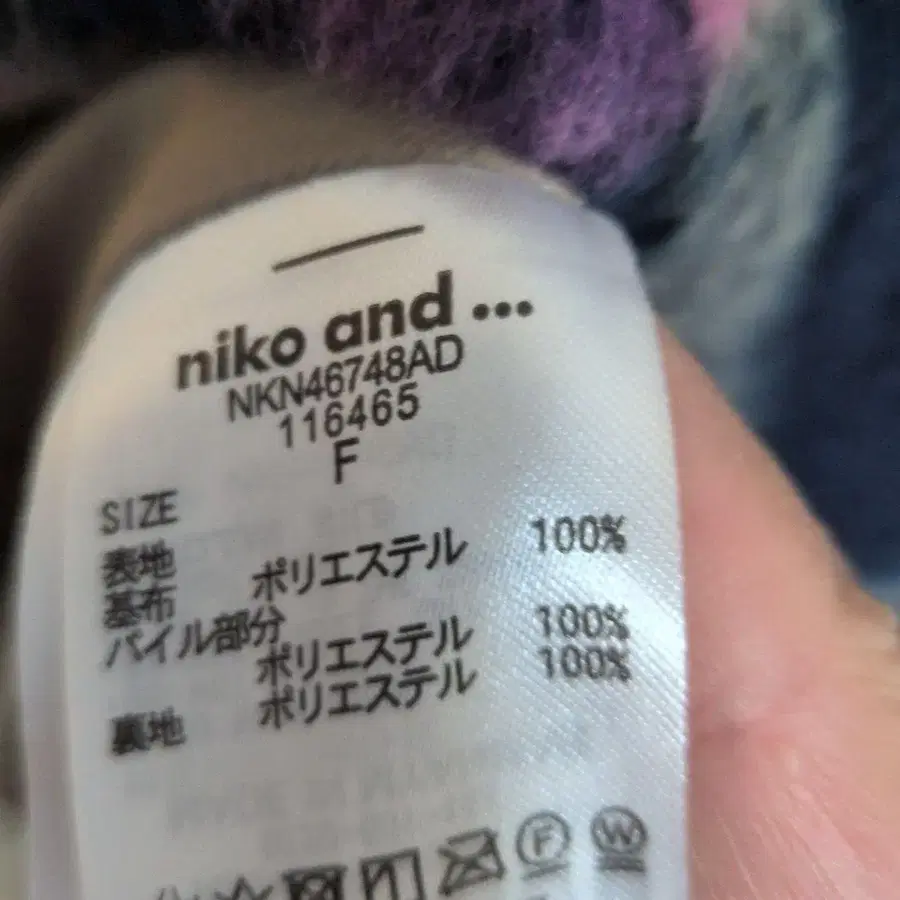 niko and ...
NKN46748AD
116465
F
SIZE
表地
基布 ポリエステル 100%
パイル部分
ポリエステル 100%
裏地 ポリエステル 100%
F W